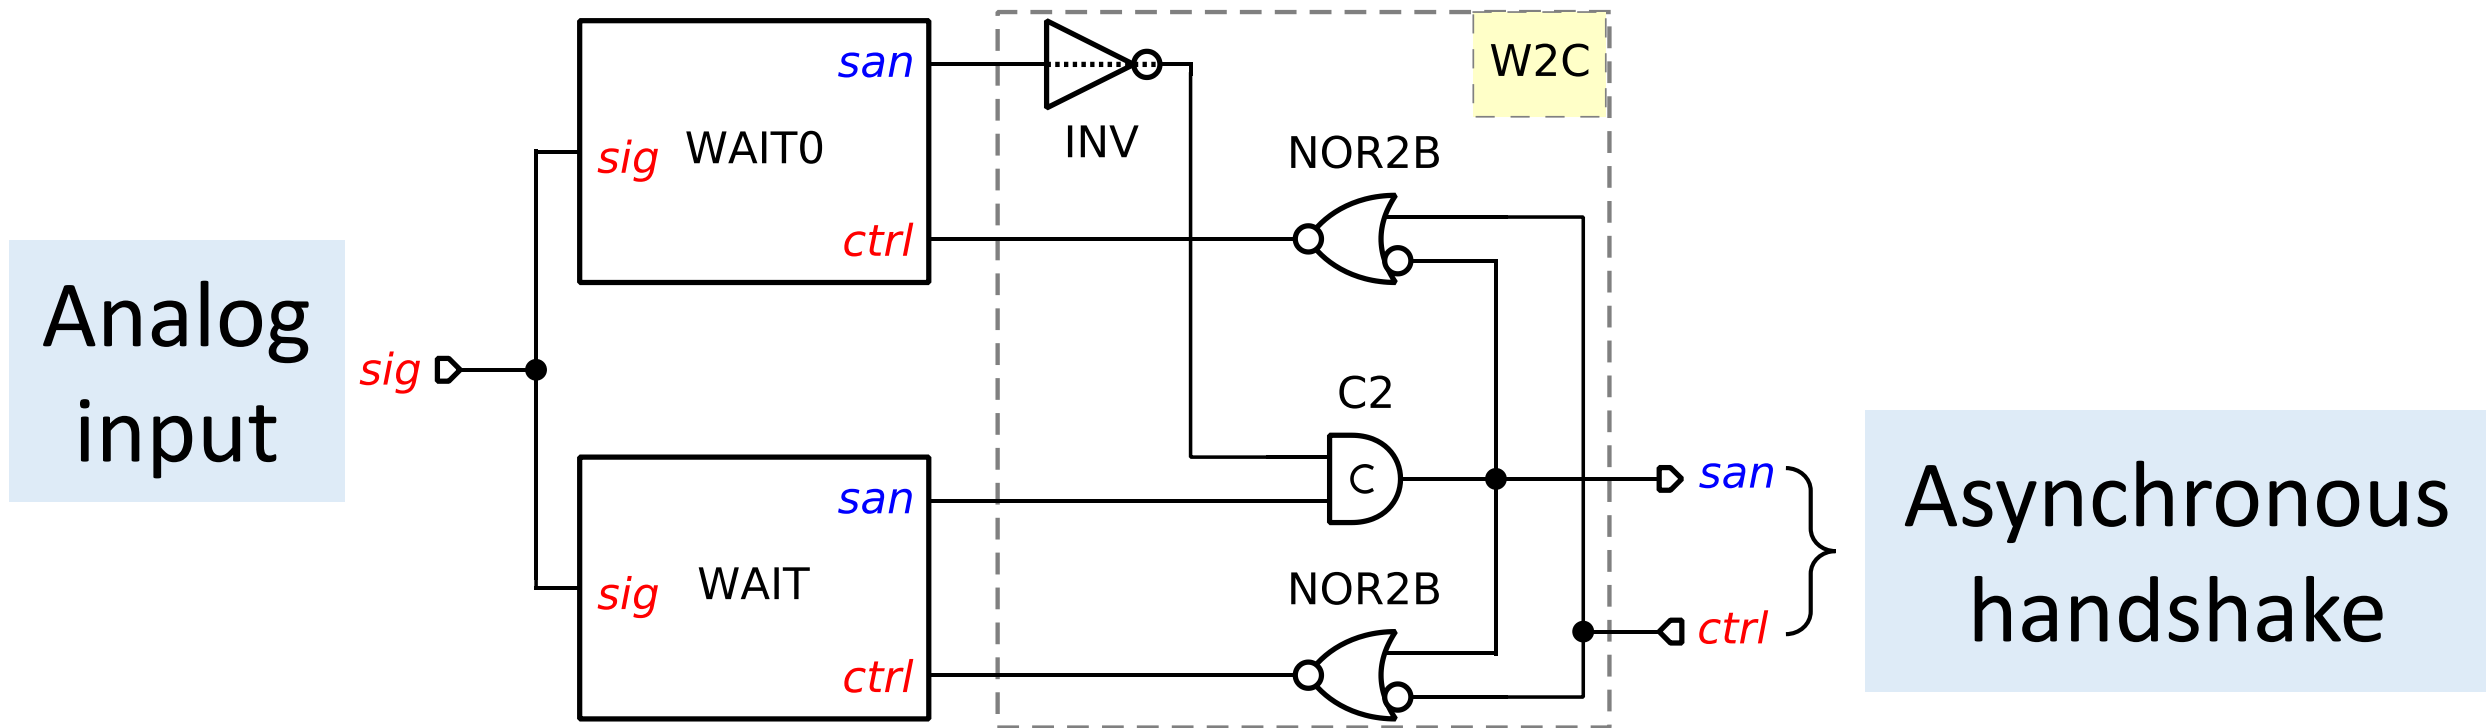 W2C
san
WAIT0
sig
ctrl
INV
NOR2B
Analog
input
sig
C2
C
san
ctrl
Asynchronous
handshake
san
WAIT
sig
ctrl
NOR2B